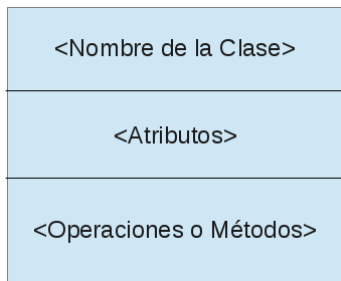 <Nombre de la Clase>
<Atributos>
<Operaciones o Métodos>